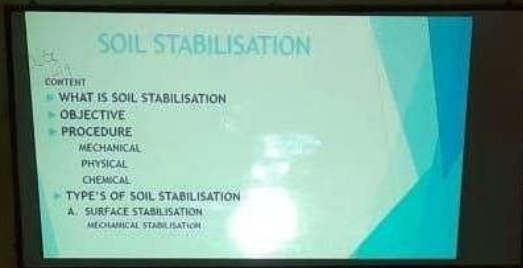 SOIL STABILISATION
CONTENT
WHAT IS SOIL STABILISATION
OBJECTIVE
PROCEDURE
MECHANICAL
PHYSICAL
CHEMICAL
TYPE'S OF SOIL STABILISATION
A. SURFACE STABILISATION
MECHANICAL STABILISATION